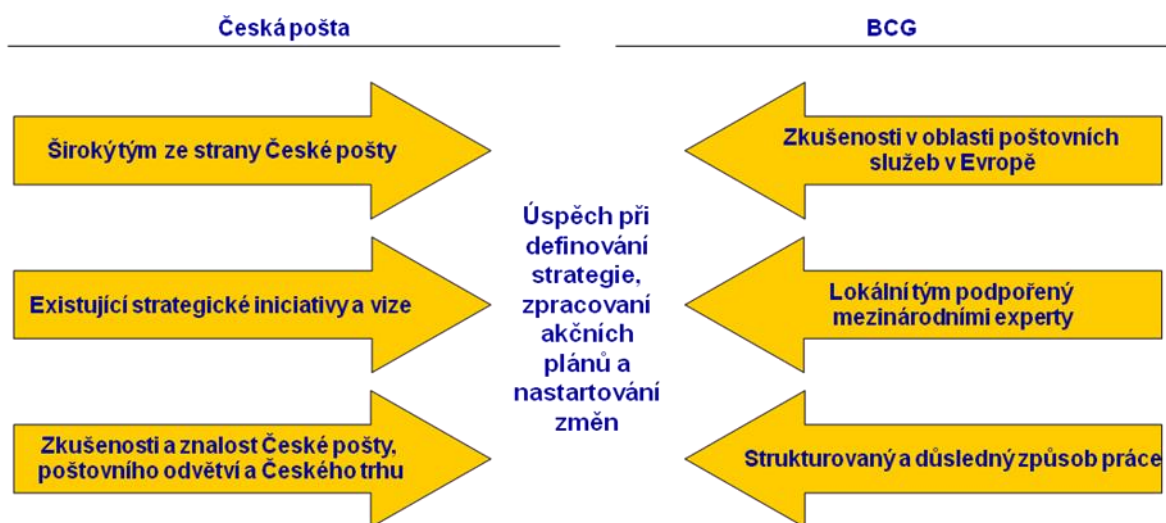 Česká pošta
BCG
Široký tým ze strany České pošty
Existující strategické iniciativy a vize
Zkušenosti a znalost České pošty,
poštovního odvětví a Českého trhu
Úspěch při
definování
strategie,
zpracovaní
akčních
plánů a
nastartování
změn
Zkušenosti v oblasti poštovních
služeb v Evropě
Lokální tým podpořený
mezinárodními experty
Strukturovaný a důsledný způsob práce